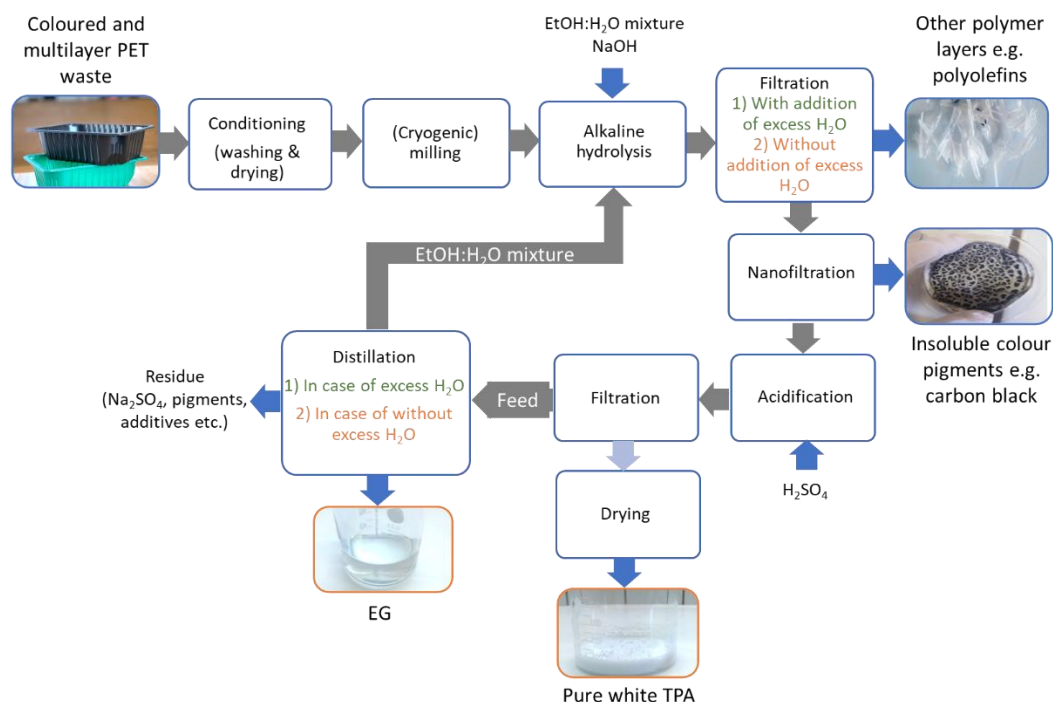 Coloured and
multilayer PET
waste
Conditioning
(washing &
drying)
(Cryogenic)
milling
EtOH:H₂O mixture
NaOH
Alkaline
hydrolysis
Filtration
1) With addition
of excess H₂O
2) Without
addition of excess
H₂O
Other polymer
layers e.g.
polyolefins
Nanofiltration
Insoluble colour
pigments e.g.
carbon black
Acidification
H₂SO₄
Filtration
Feed
Distillation
1) In case of excess H₂O
2) In case of without
excess H₂O
EtOH:H₂O mixture
Residue
(Na₂SO₄, pigments,
additives etc.)
EG
Drying
Pure white TPA